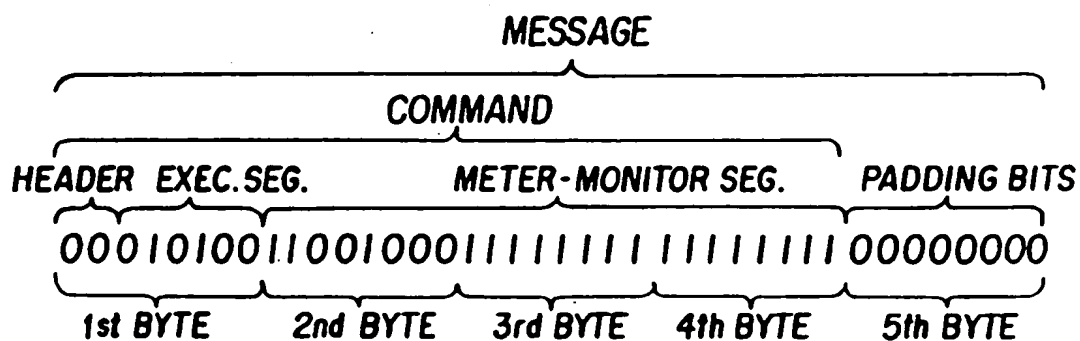 MESSAGE
COMMAND
HEADER EXEC. SEG. METER-MONITOR SEG. PADDING BITS
0001010011001000111111111111111100000000
1st BYTE 2nd BYTE 3rd BYTE 4th BYTE 5th BYTE